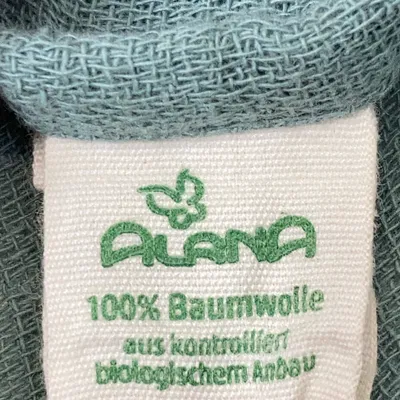 ALANA
100% Baumwolle
aus kontrolliert
biologischem Anbau